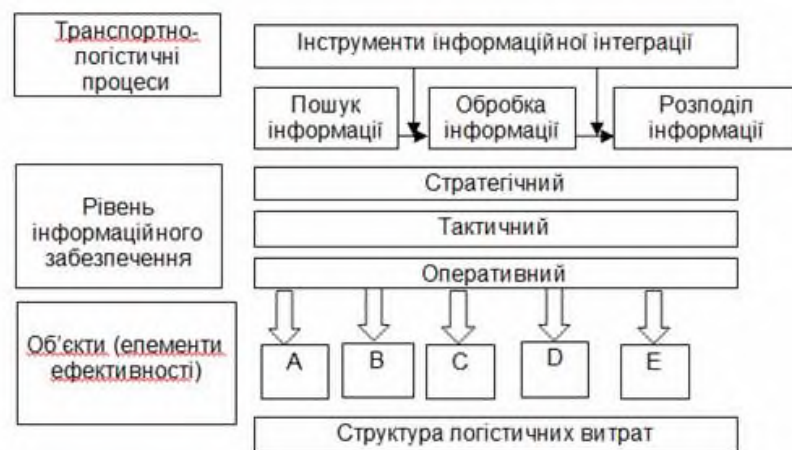 Транспортно-
логістичні
процеси
Інструменти інформаційної інтеграції
Пошук
інформації
Обробка
інформації
Розподіл
інформації
Рівень
інформаційного
забезпечення
Стратегічний
Тактичний
Оперативний
Об'єкти (елементи
ефективності)
A
B
C
D
E
Структура логістичних витрат